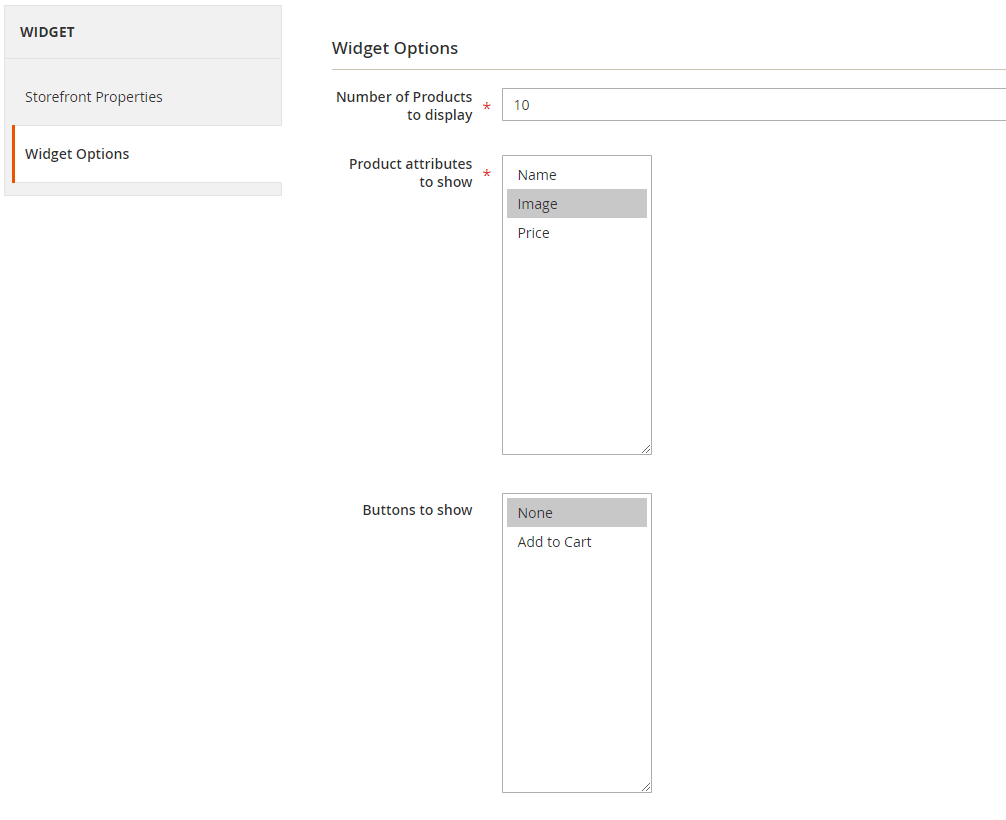 WIDGET
Storefront Properties
Widget Options
Widget Options
Number of Products
to display *
10
Product attributes
to show *
Name
Image
Price
Buttons to show
None
Add to Cart